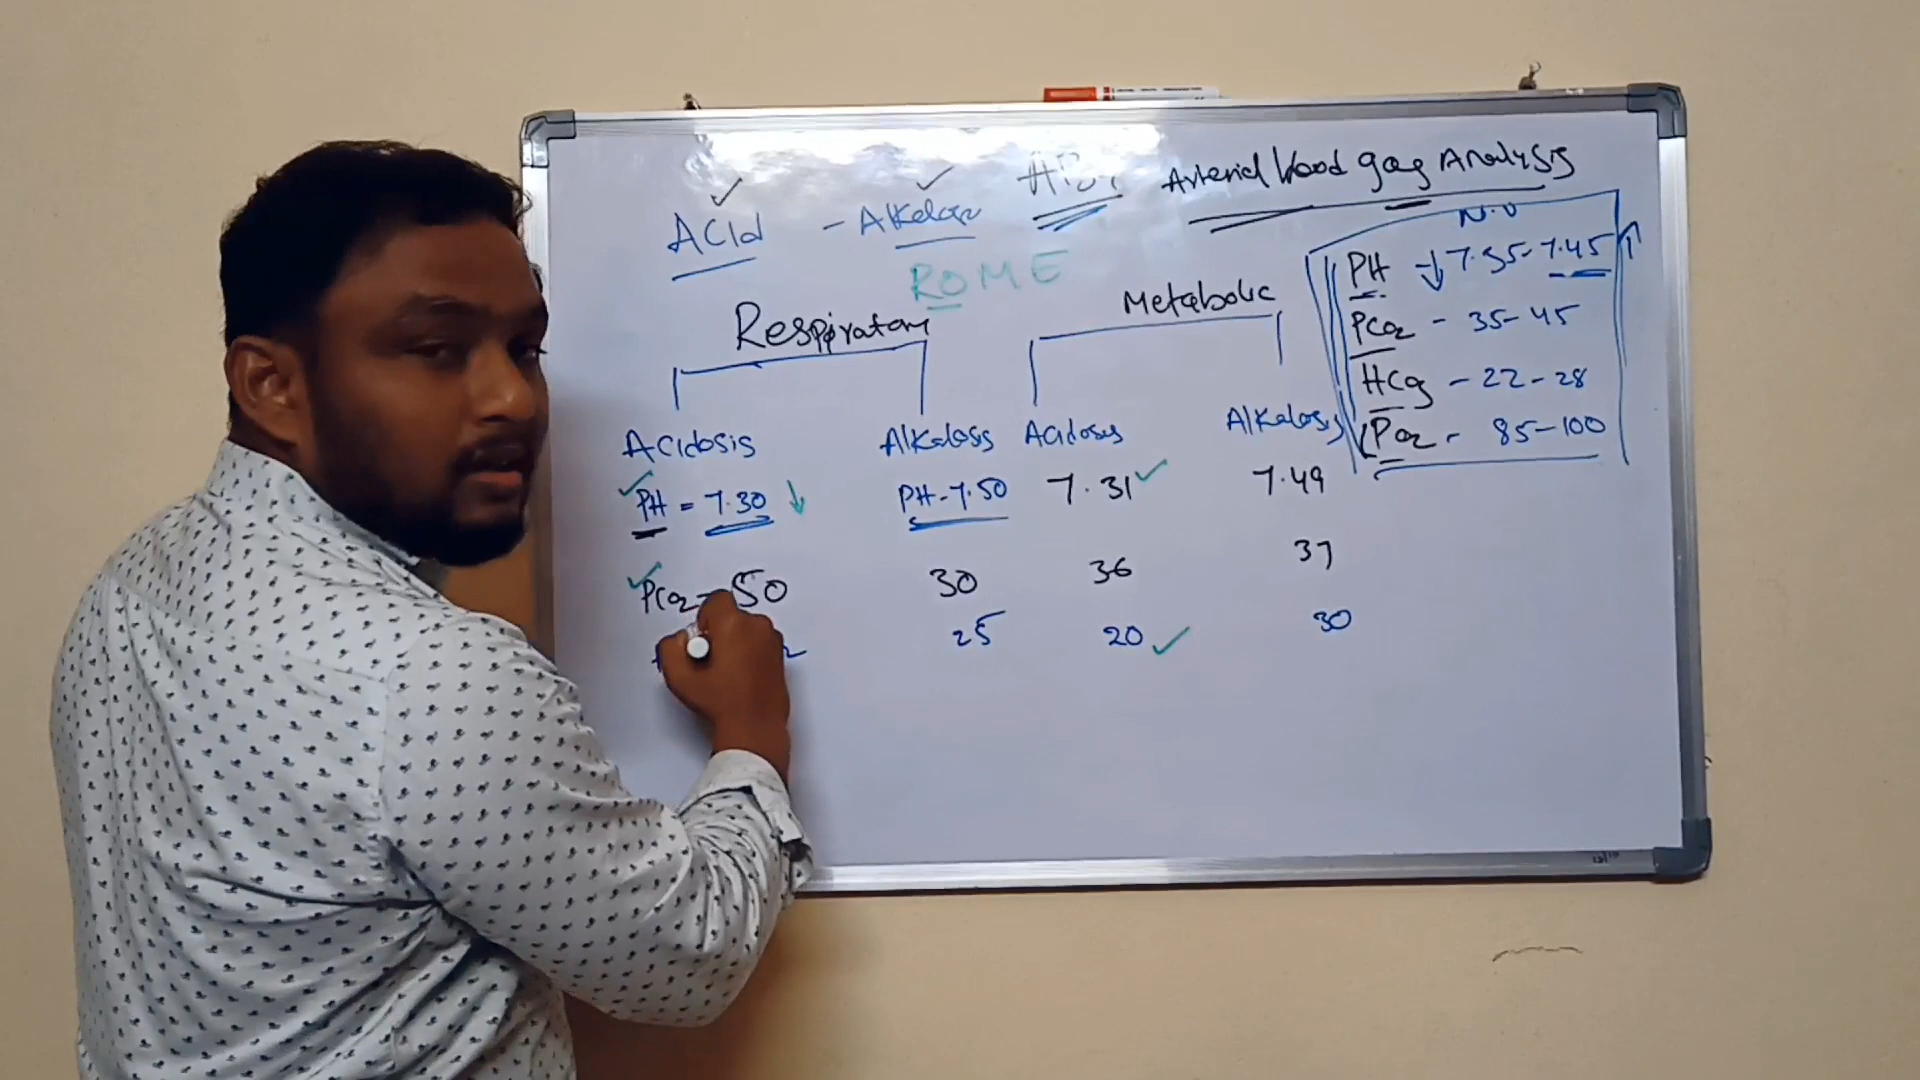 Arterial blood gas Analysis
ACId - Alkalosis
N.V
ROME
PH ↓ 7.35-7.45 ↑
PCO2 - 35-45
HCO3 - 22-28
PO2 - 85-100
Respiratory
Metabolic
Acidosis Alkalosis Acidosis Alkalosis
PH = 7.30 ↓ PH-7.50 7.31 7.49
PCO2 - 50 30 36 37
25 20 30